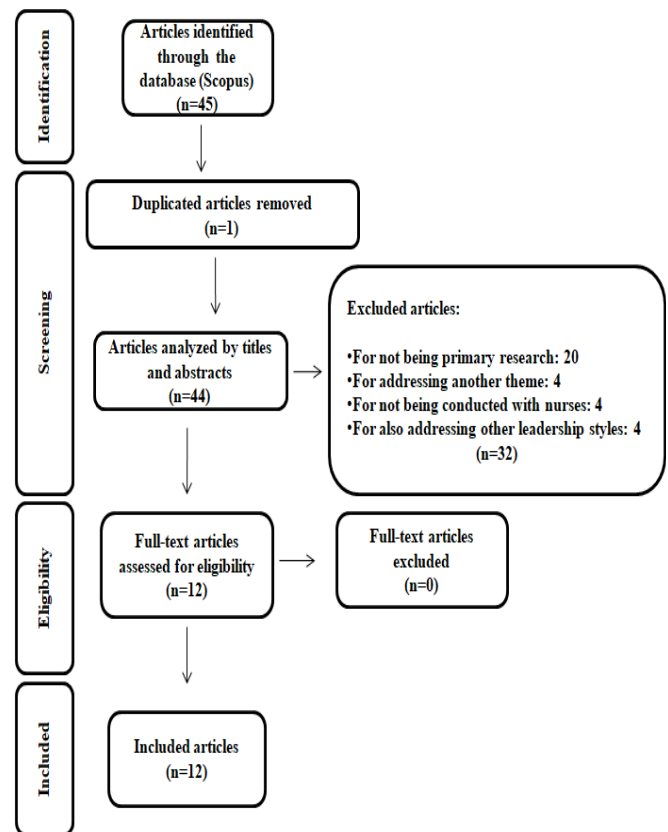 Identification
Articles identified
through the
database (Scopus)
(n=45)
Screening
Duplicated articles removed
(n=1)
Articles analyzed by titles
and abstracts
(n=44)
Excluded articles:
•For not being primary research: 20
•For addressing another theme: 4
•For not being conducted with nurses: 4
•For also addressing other leadership styles: 4
(n=32)
Eligibility
Full-text articles
assessed for eligibility
(n=12)
Full-text articles
excluded
(n=0)
Included
Included articles
(n=12)